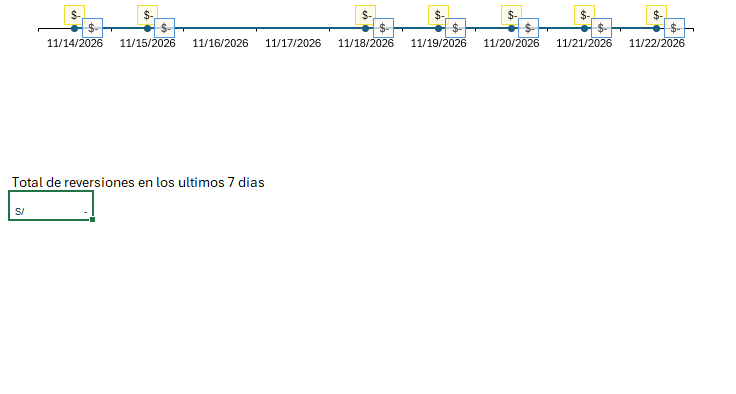 $- $- $- $- $- $- $-
$- $- $- $- $- $- $-
11/14/2026 11/15/2026 11/16/2026 11/17/2026 11/18/2026 11/19/2026 11/20/2026 11/21/2026 11/22/2026
Total de reversiones en los ultimos 7 dias
S/ -